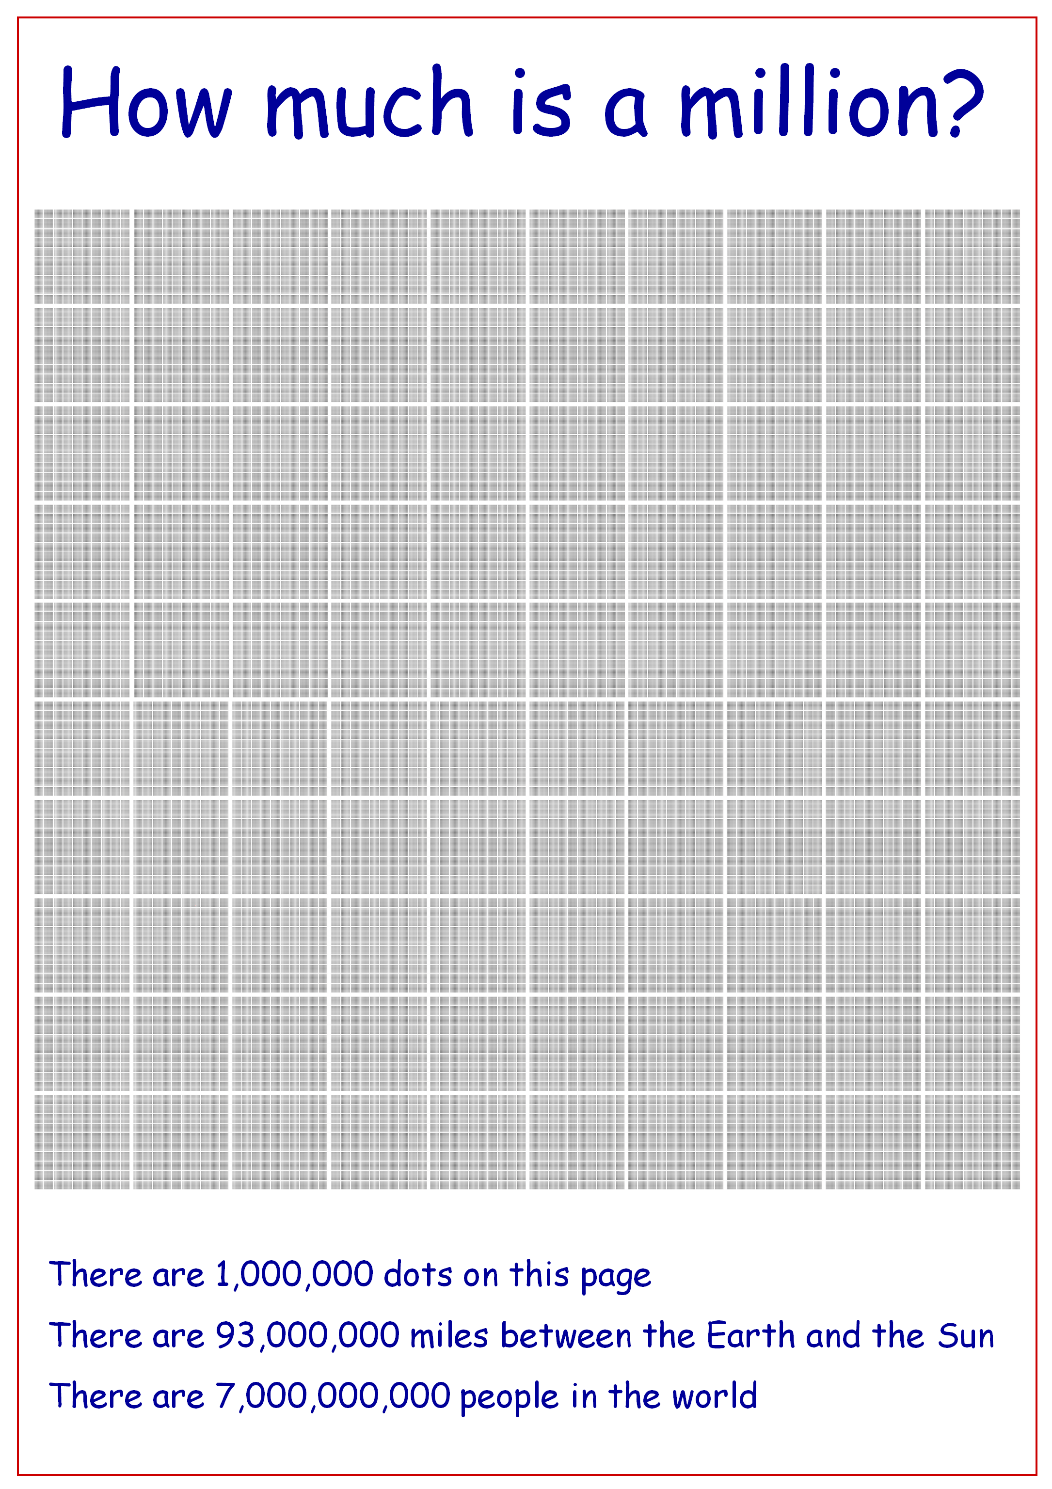 How much is a million?
There are 1,000,000 dots on this page
There are 93,000,000 miles between the Earth and the Sun
There are 7,000,000,000 people in the world